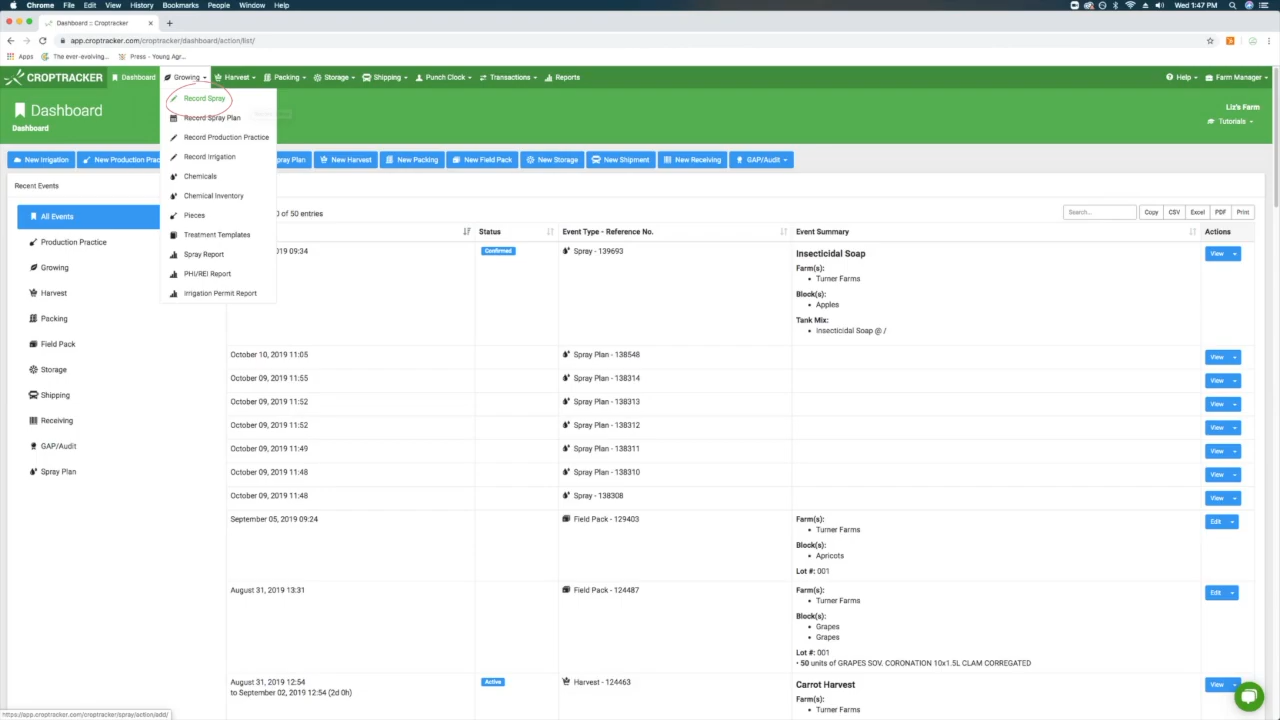 Chrome File Edit View History Bookmarks People Window Help
Wed 1:47 PM
Dashboard :: Croptracker
app.croptracker.com/croptracker/dashboard/action/list/
Apps The ever-evolving... Press - Young Agr...
CROPTRACKER Dashboard Growing Harvest Packing Storage Shipping Punch Clock Transactions Reports Help Farm Manager
Dashboard
Dashboard
Liz's Farm
Tutorials
Record Spray
Record Spray Plan
Record Production Practice
Record Irrigation
Chemicals
Chemical Inventory
Pieces
Treatment Templates
Spray Report
PHI/REI Report
Irrigation Permit Report
New Irrigation New Production Prac ray Plan New Harvest New Packing New Field Pack New Storage New Shipment New Receiving GAP/Audit
Recent Events
All Events
Production Practice
Growing
Harvest
Packing
Field Pack
Storage
Shipping
Receiving
GAP/Audit
Spray Plan
of 50 entries
Search... Copy CSV Excel PDF Print
Status Event Type - Reference No. Event Summary Actions
09:34 Confirmed Spray - 139693 Insecticidal Soap View
Farm(s):
• Turner Farms
Block(s):
• Apples
Tank Mix:
• Insecticidal Soap @ /
October 10, 2019 11:05 Spray Plan - 138548 View
October 09, 2019 11:55 Spray Plan - 138314 View
October 09, 2019 11:52 Spray Plan - 138313 View
October 09, 2019 11:52 Spray Plan - 138312 View
October 09, 2019 11:49 Spray Plan - 138311 View
October 09, 2019 11:48 Spray Plan - 138310 View
October 09, 2019 11:48 Spray - 138308 View
September 05, 2019 09:24 Field Pack - 129403 Farm(s): Edit
• Turner Farms
Block(s):
• Apricots
Lot #: 001
August 31, 2019 13:31 Field Pack - 124487 Farm(s): Edit
• Turner Farms
Block(s):
• Grapes
• Grapes
Lot #: 001
• 50 units of GRAPES SOV. CORONATION 10x1.5L CLAM CORREGATED
August 31, 2019 12:54 Active Harvest - 124463 Carrot Harvest View
to September 02, 2019 12:54 (2d 0h)
Farm(s):
• Turner Farms
https://app.croptracker.com/croptracker/spray/action/add/